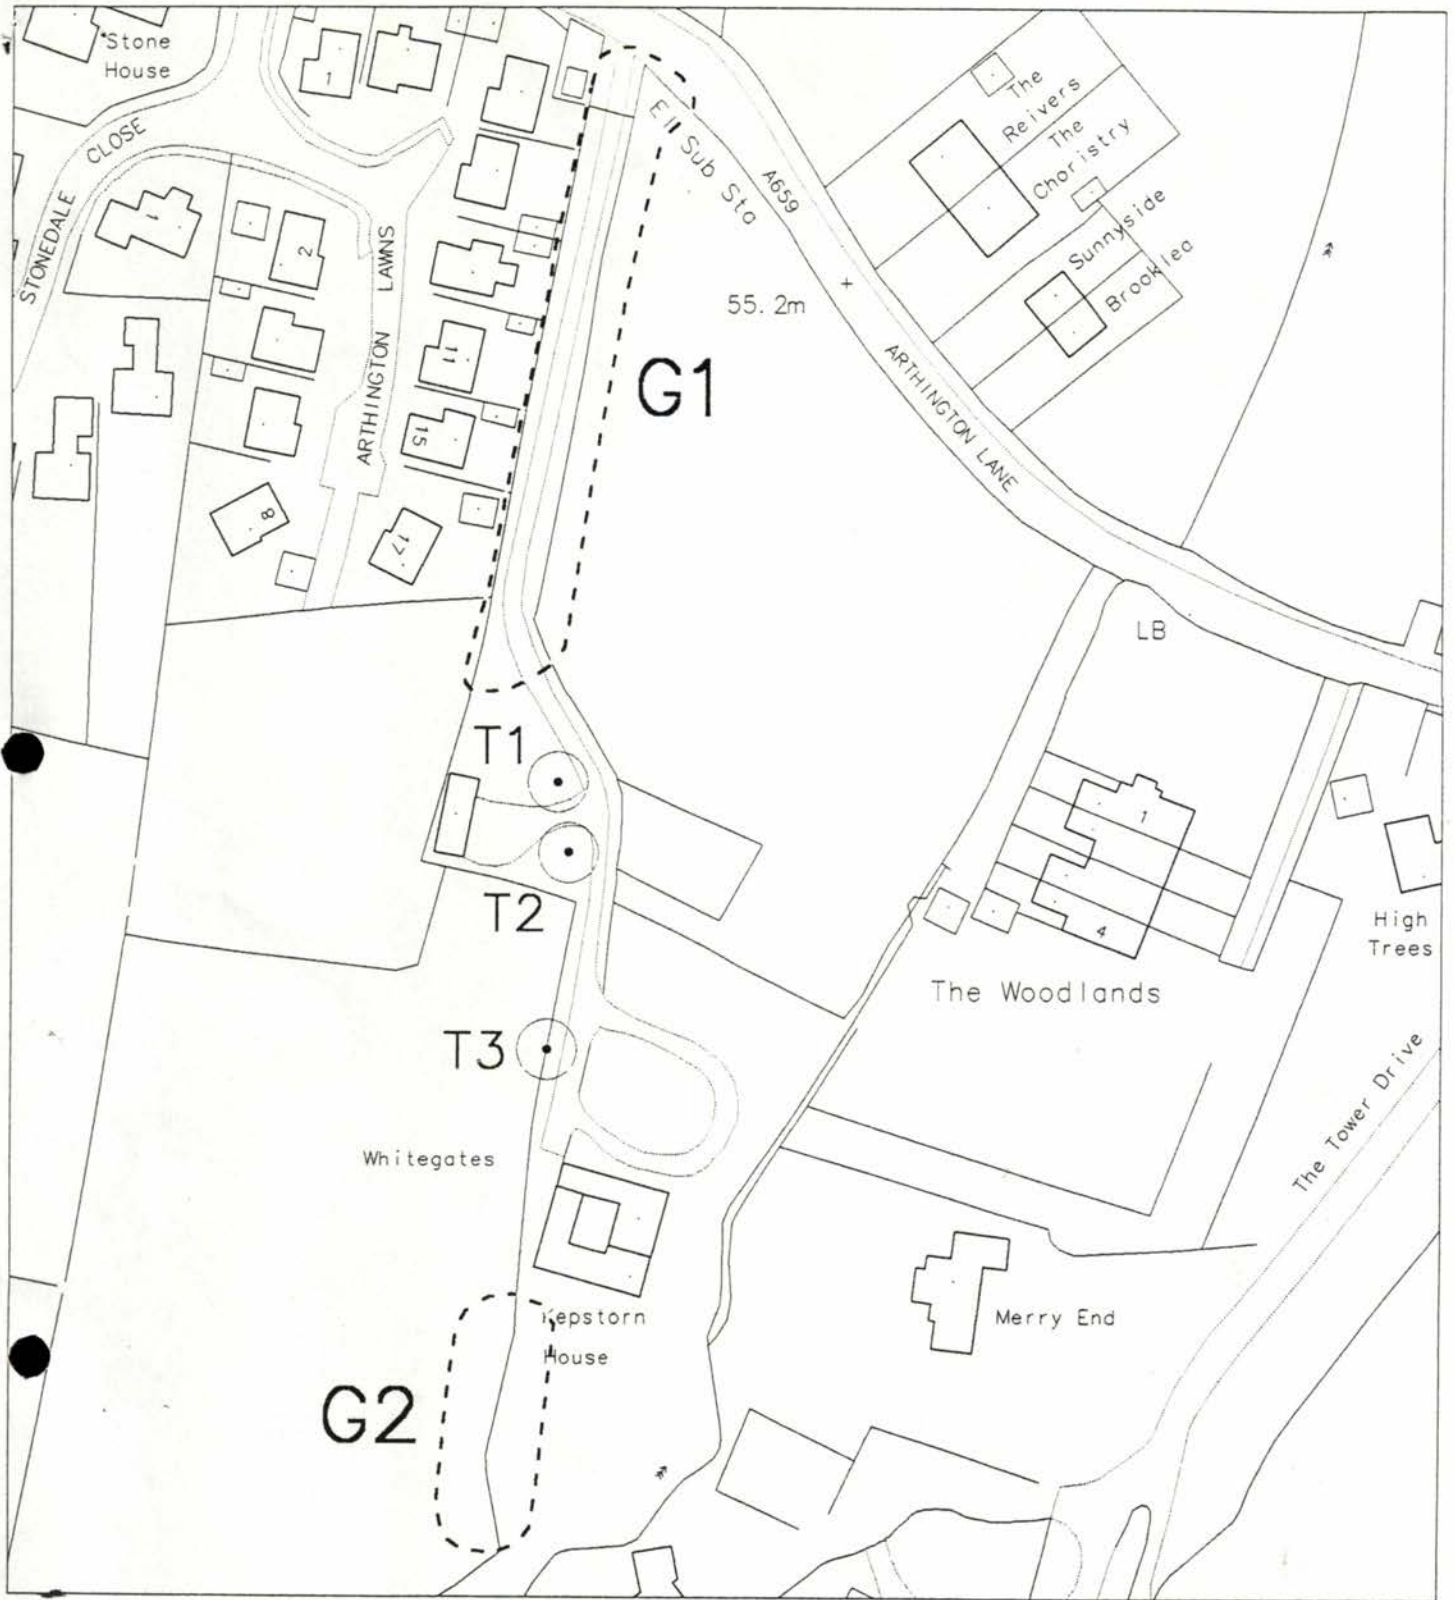 Stone
House
1
CLOSE
STONEDALE
1
2
ARTHINGTON LAWNS
11
15
17
8
El Sub Sta
A659
The
Reivers
The
Choristry
Sunnyside
Brooklea
55.2m
G1
ARTHINGTON LANE
LB
T1
T2
1
4
High
Trees
The Woodlands
T3
The Tower Drive
Whitegates
Kepstorn
House
Merry End
G2